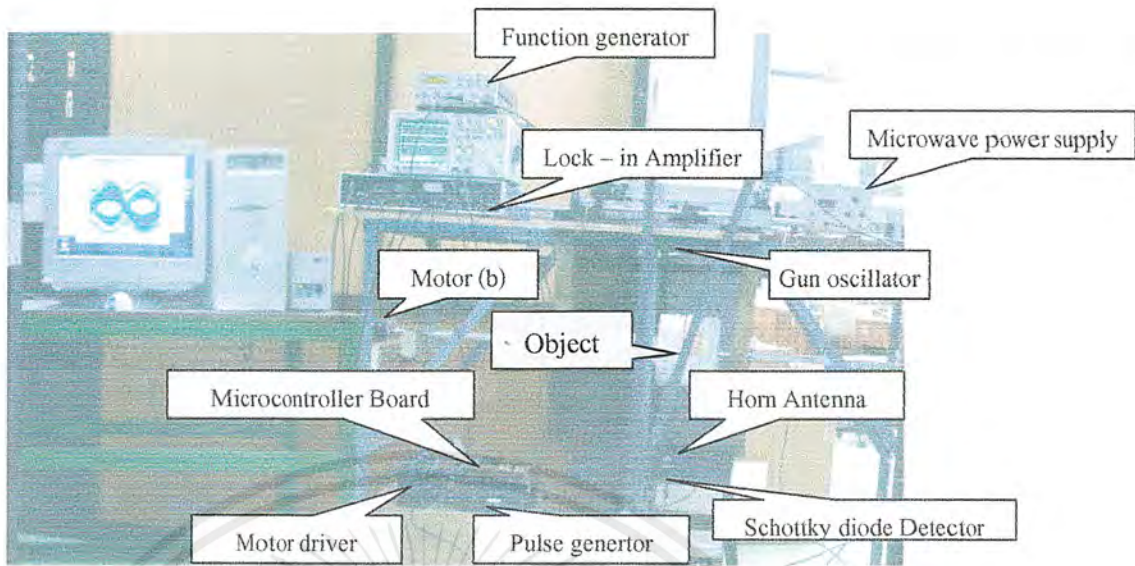 Function generator
Microwave power supply
Lock – in Amplifier
Motor (b)
Gun oscillator
Object
Microcontroller Board
Horn Antenna
Motor driver
Pulse genertor
Schottky diode Detector